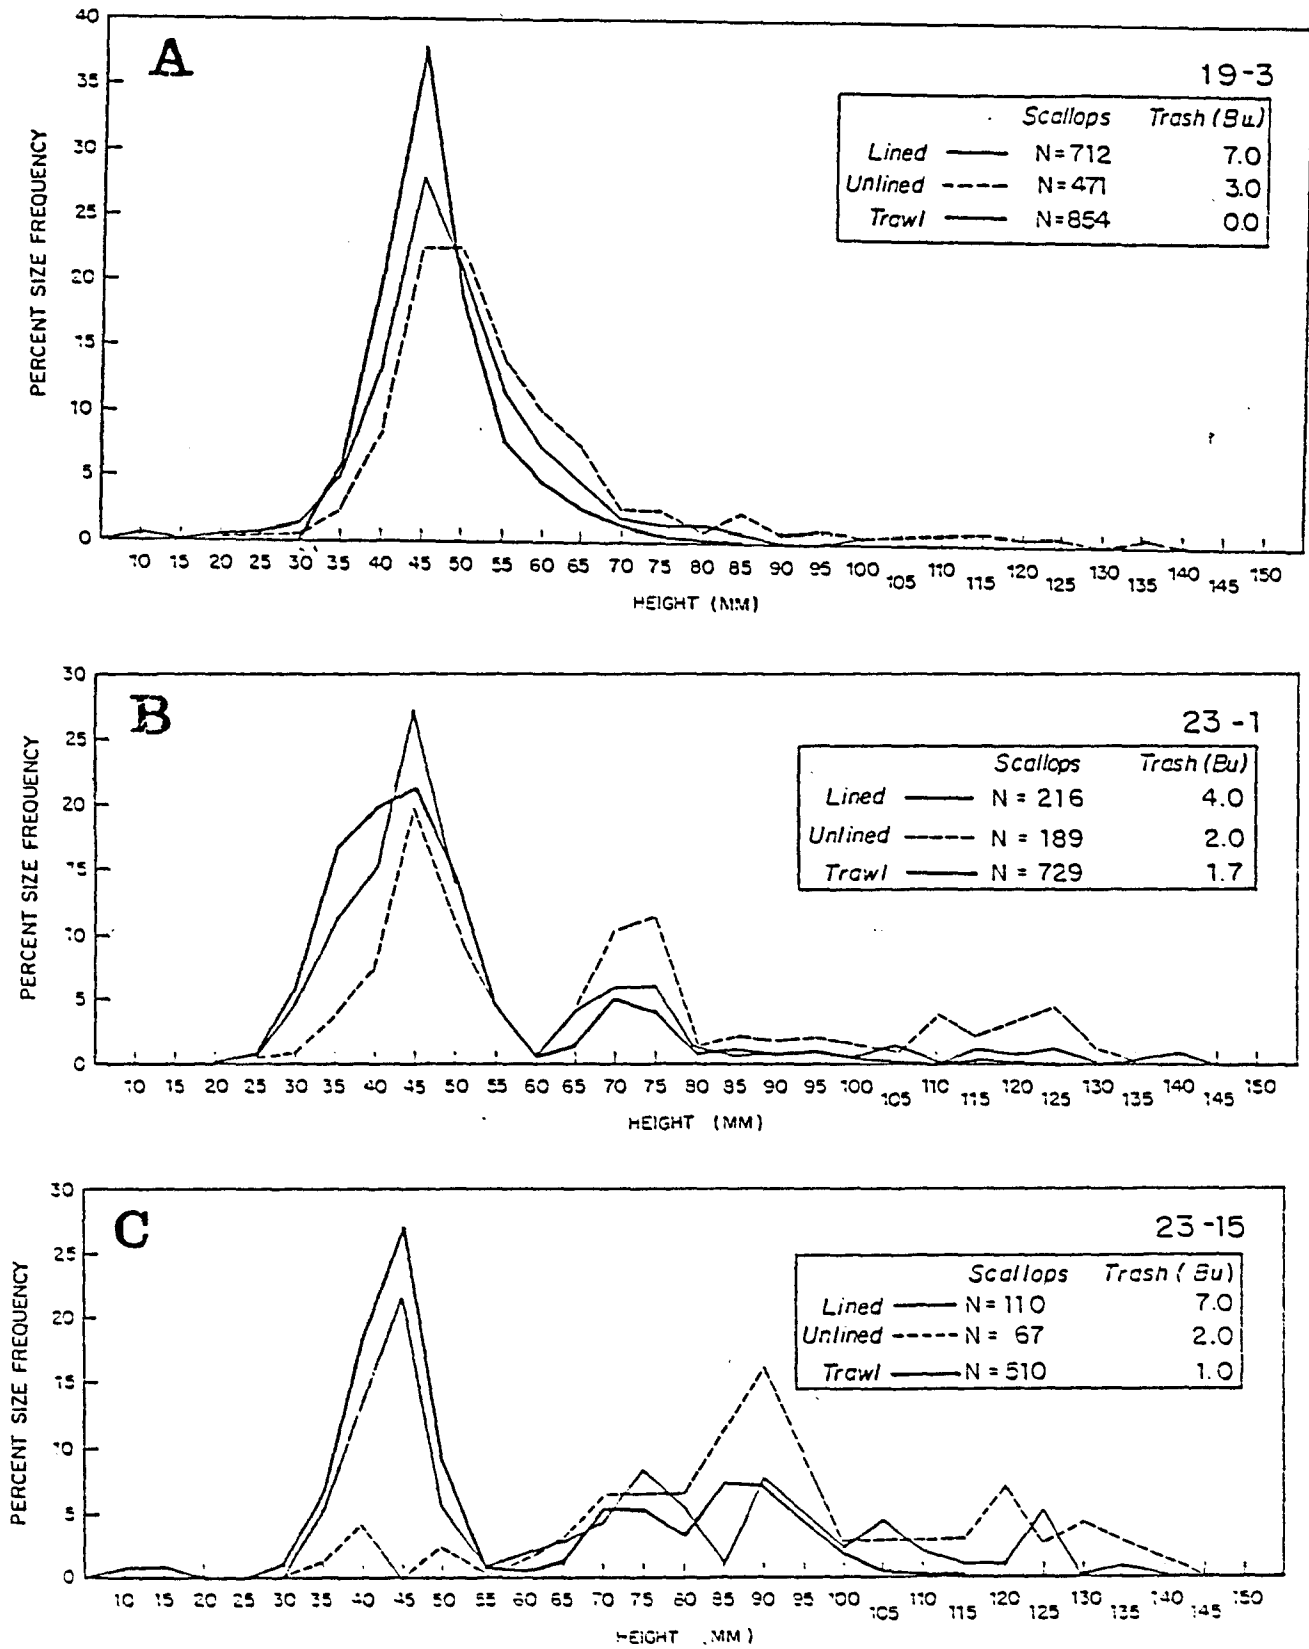 A
19-3
Scallops Trash (Bu)
Lined N=712 7.0
Unlined N=471 3.0
Trawl N=854 0.0
PERCENT SIZE FREQUENCY
40
35
30
25
20
15
10
5
0
10 15 20 25 30 35 40 45 50 55 60 65 70 75 80 85 90 95 100 105 110 115 120 125 130 135 140 145 150
HEIGHT (MM)
B
23-1
Scallops Trash (Bu)
Lined N = 216 4.0
Unlined N = 189 2.0
Trawl N = 729 1.7
PERCENT SIZE FREQUENCY
30
25
20
15
10
5
0
10 15 20 25 30 35 40 45 50 55 60 65 70 75 80 85 90 95 100 105 110 115 120 125 130 135 140 145 150
HEIGHT (MM)
C
23-15
Scallops Trash (Bu)
Lined N=110 7.0
Unlined N= 67 2.0
Trawl N=510 1.0
PERCENT SIZE FREQUENCY
30
25
20
15
10
5
0
10 15 20 25 30 35 40 45 50 55 60 65 70 75 80 85 90 95 100 105 110 115 120 125 130 135 140 145 150
HEIGHT (MM)